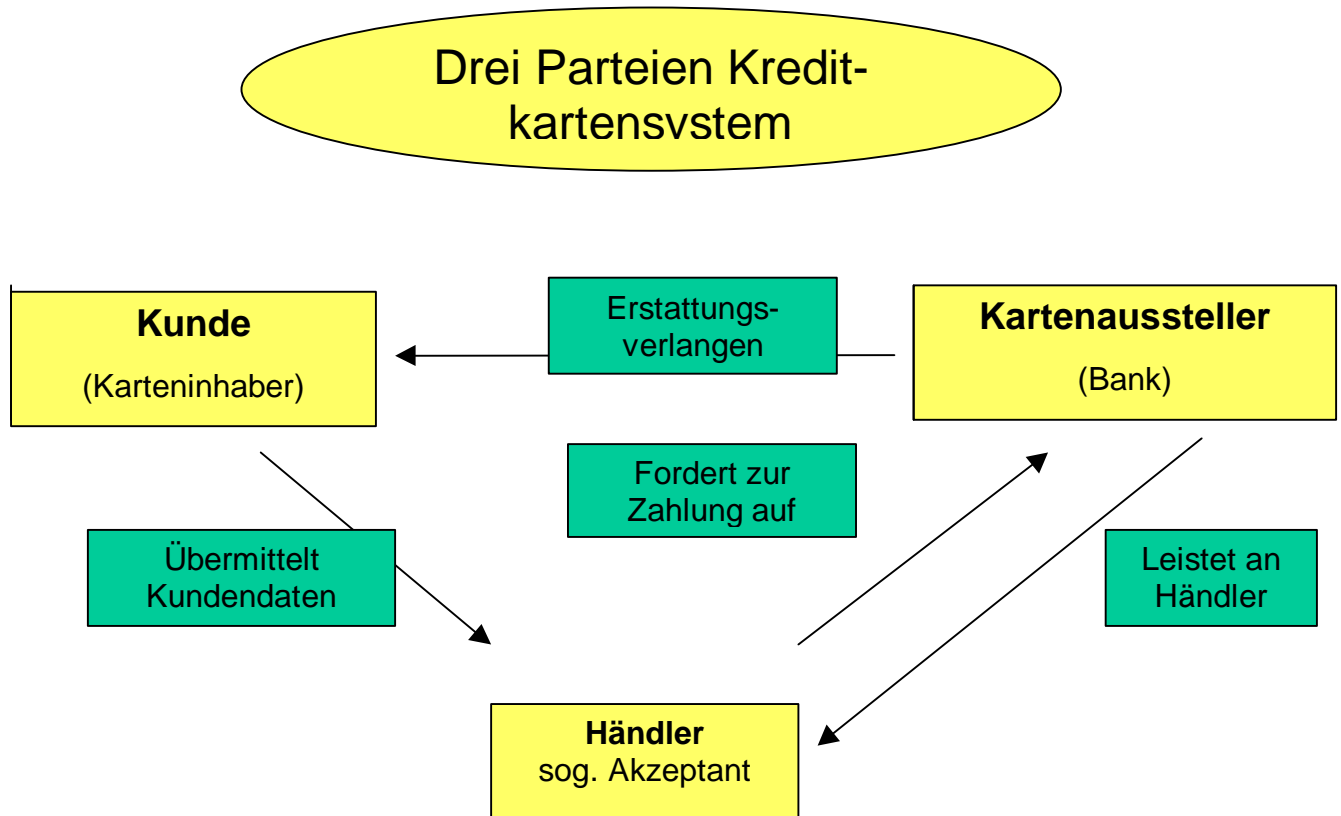 Drei Parteien Kredit-
kartensystem
Erstattungs-
verlangen
Kunde
(Karteninhaber)
Kartenaussteller
(Bank)
Fordert zur
Zahlung auf
Übermittelt
Kundendaten
Leistet an
Händler
Händler
sog. Akzeptant